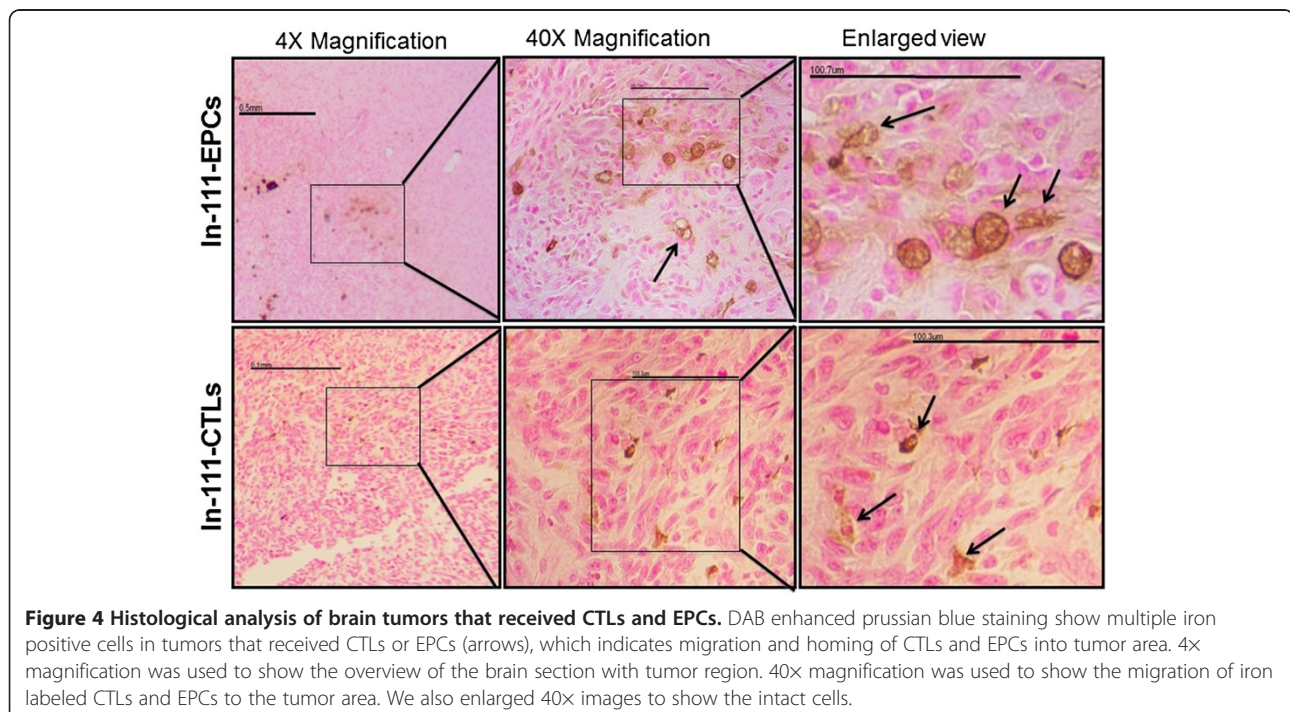 4X Magnification
40X Magnification
Enlarged view
In-111-EPCs
0.5mm
100.7um
In-111-CTLs
0.1mm
100.3um
Figure 4 Histological analysis of brain tumors that received CTLs and EPCs. DAB enhanced prussian blue staining show multiple iron
positive cells in tumors that received CTLs or EPCs (arrows), which indicates migration and homing of CTLs and EPCs into tumor area. 4×
magnification was used to show the overview of the brain section with tumor region. 40× magnification was used to show the migration of iron
labeled CTLs and EPCs to the tumor area. We also enlarged 40× images to show the intact cells.